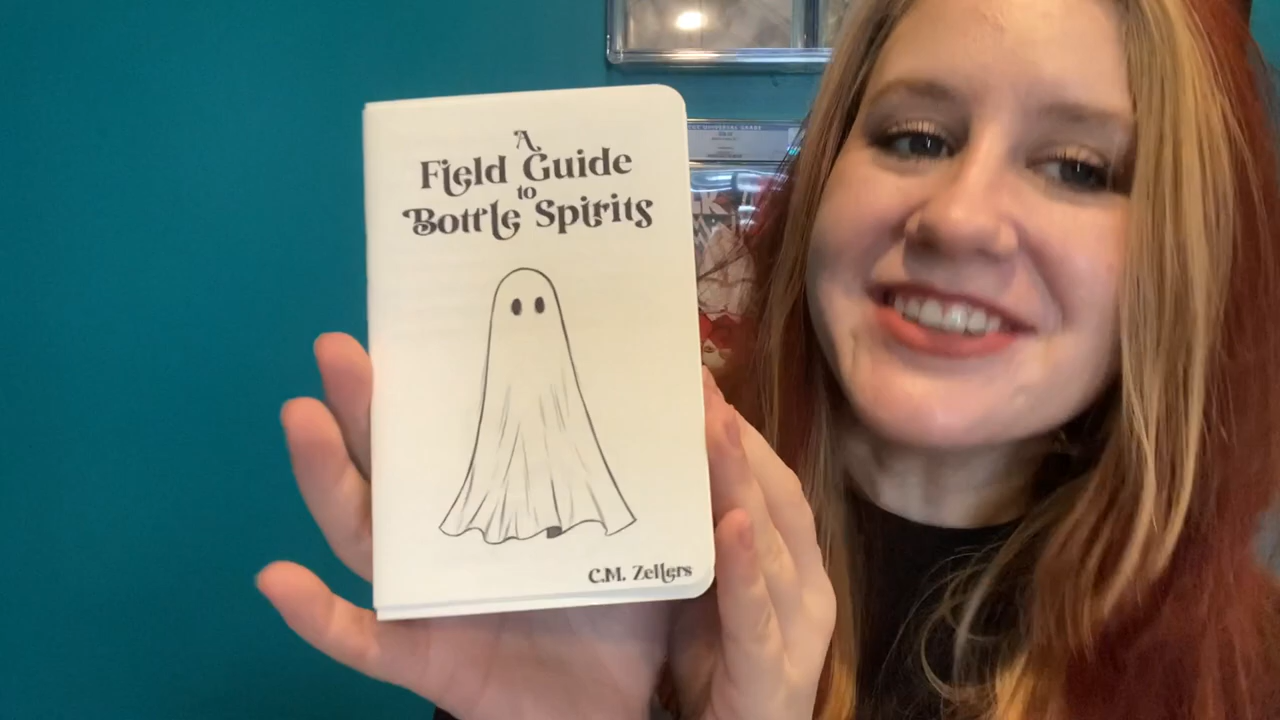 A
Field Guide
to
Bottle Spirits
C.M. Zellers